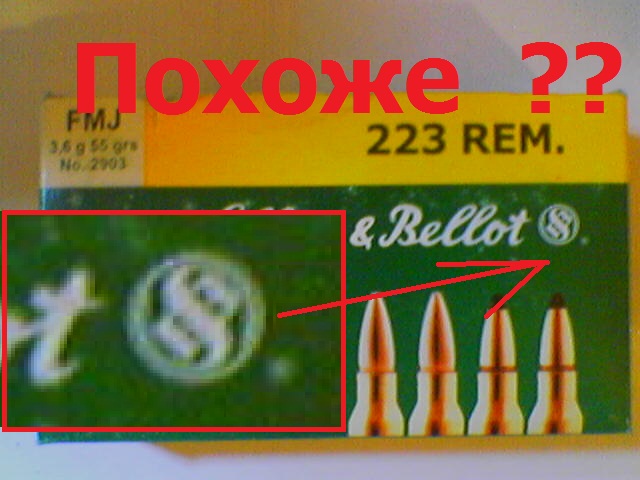 Похоже ??
FMJ
3,6 g 55 grs
No.:2903
223 REM.
& Bellot
t